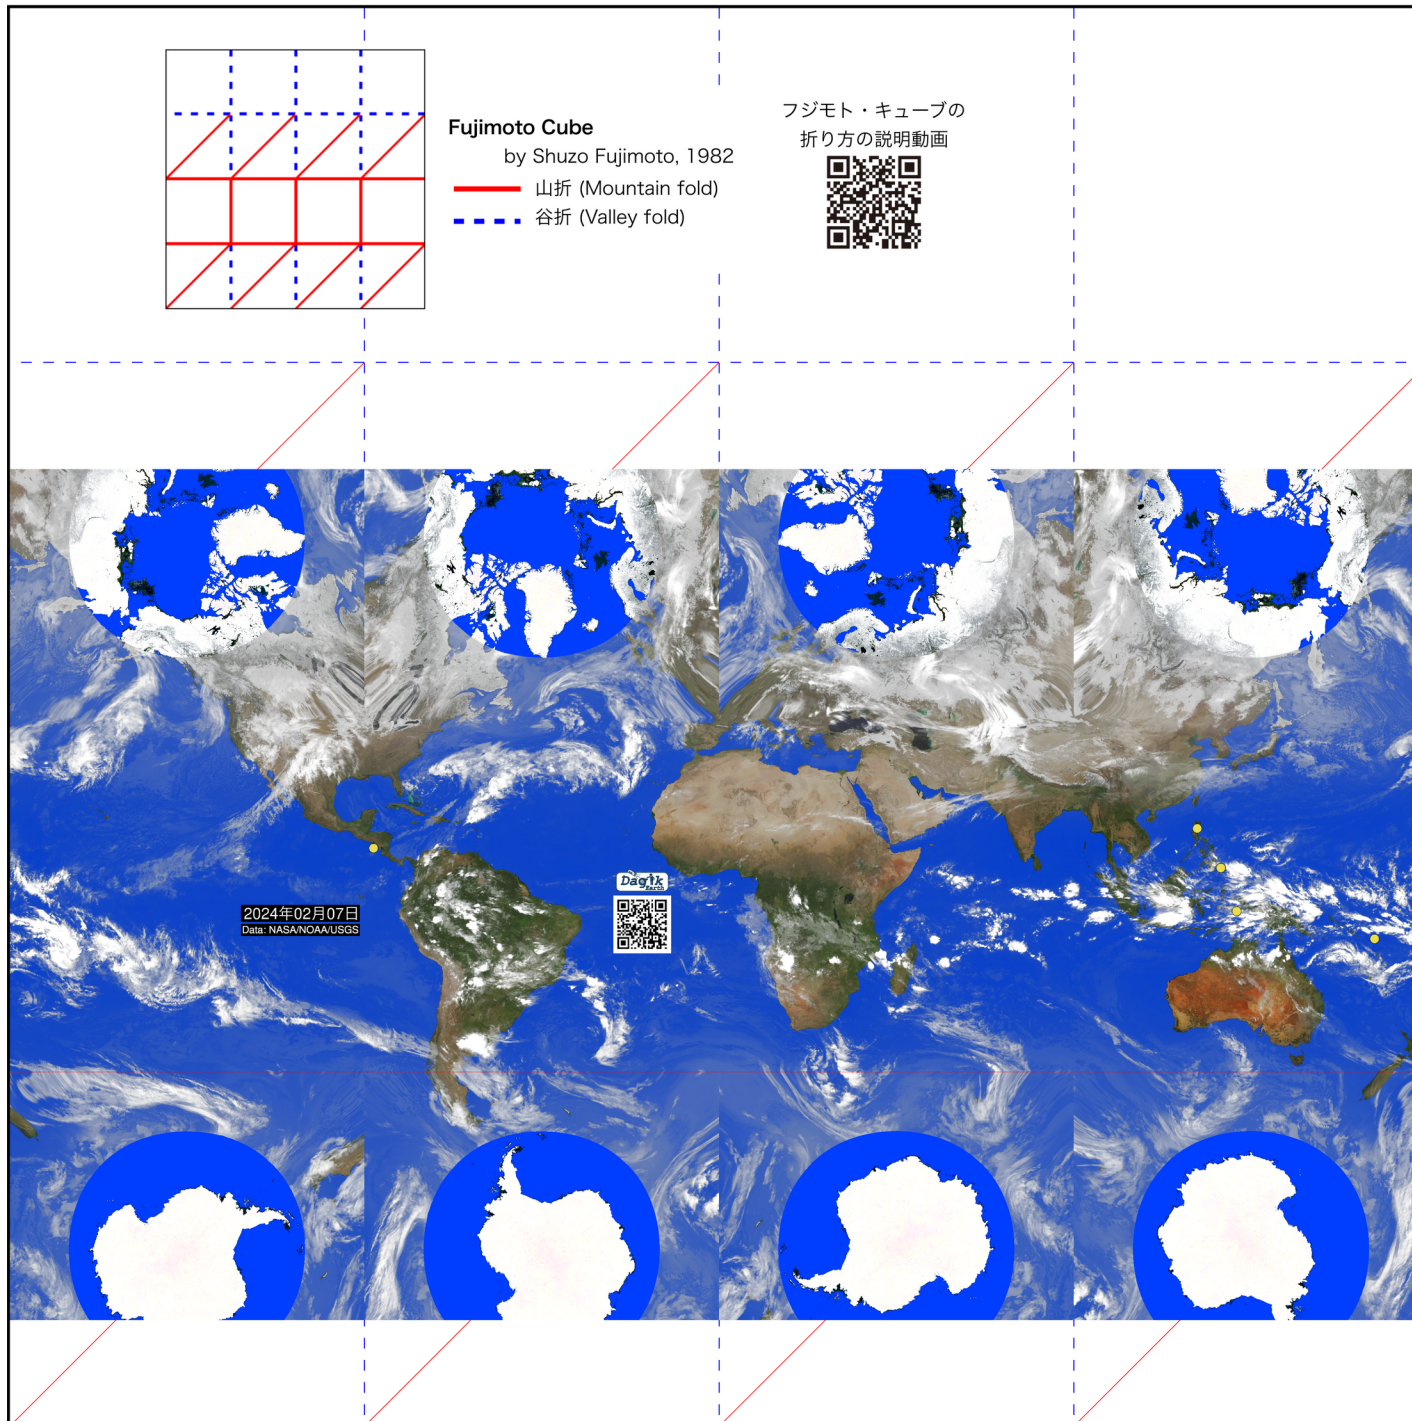 Fujimoto Cube
by Shuzo Fujimoto, 1982
山折 (Mountain fold)
谷折 (Valley fold)
フジモト・キューブの
折り方の説明動画
Dagik
Earth
2024年02月07日
Data: NASA/NOAA/USGS